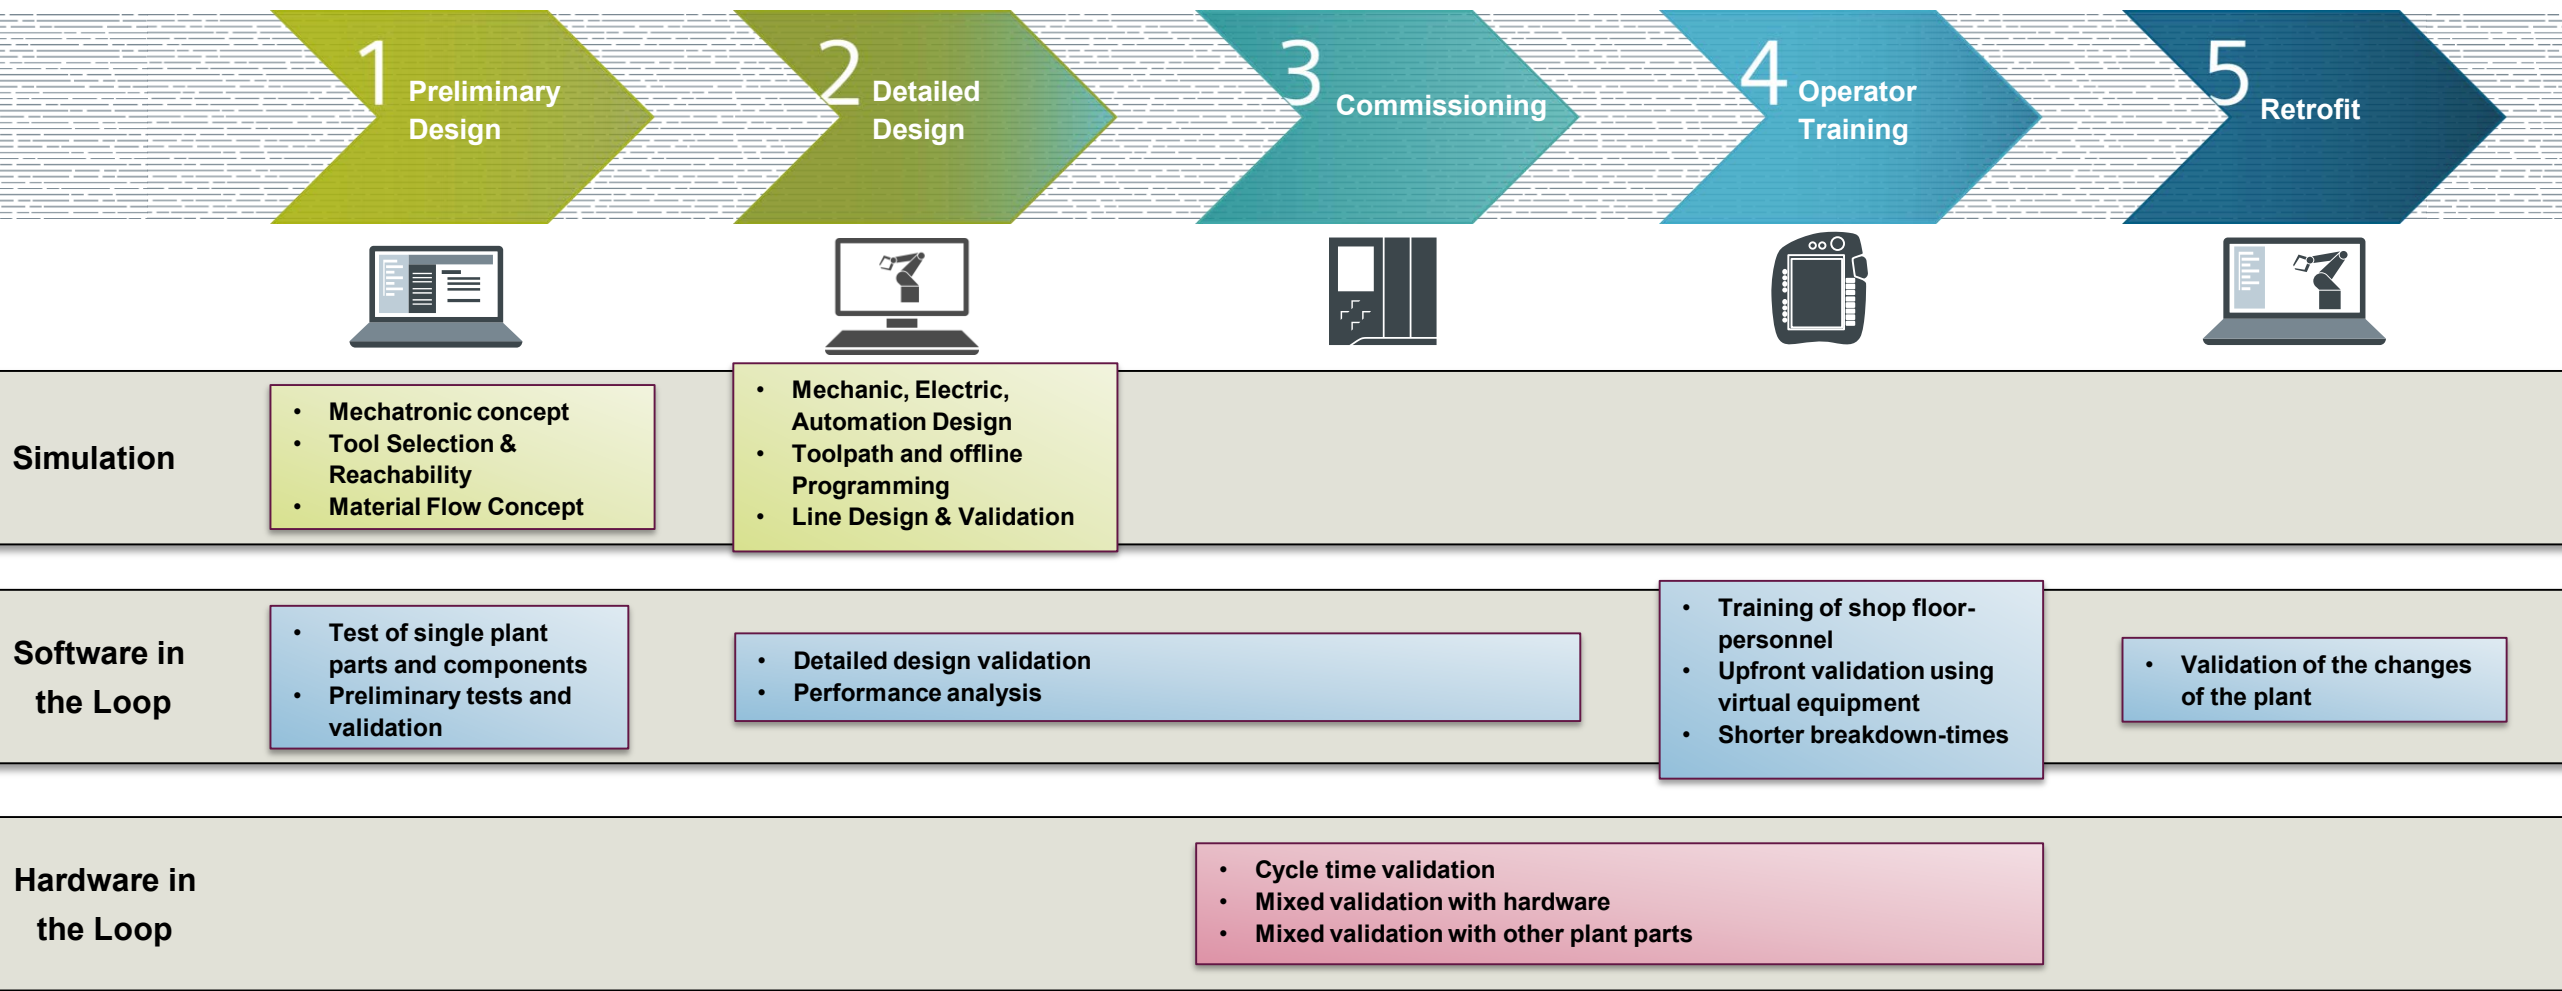 1 Preliminary
Design
2 Detailed
Design
3 Commissioning
4 Operator
Training
5 Retrofit
Simulation
• Mechatronic concept
• Tool Selection &
Reachability
• Material Flow Concept
• Mechanic, Electric,
Automation Design
• Toolpath and offline
Programming
• Line Design & Validation
Software in
the Loop
• Test of single plant
parts and components
• Preliminary tests and
validation
• Detailed design validation
• Performance analysis
• Training of shop floor-
personnel
• Upfront validation using
virtual equipment
• Shorter breakdown-times
• Validation of the changes
of the plant
Hardware in
the Loop
• Cycle time validation
• Mixed validation with hardware
• Mixed validation with other plant parts